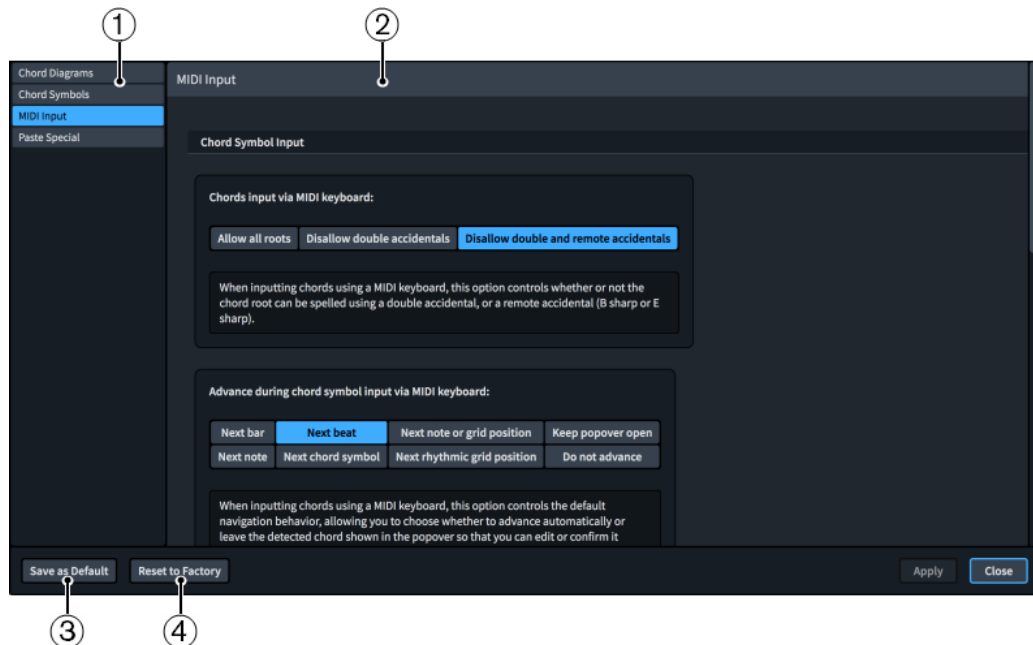 1
2
Chord Diagrams
Chord Symbols
MIDI Input
Paste Special
MIDI Input
Chord Symbol Input
Chords input via MIDI keyboard:
Allow all roots Disallow double accidentals Disallow double and remote accidentals
When inputting chords using a MIDI keyboard, this option controls whether or not the
chord root can be spelled using a double accidental, or a remote accidental (B sharp or E
sharp).
Advance during chord symbol input via MIDI keyboard:
Next bar Next beat Next note or grid position Keep popover open
Next note Next chord symbol Next rhythmic grid position Do not advance
When inputting chords using a MIDI keyboard, this option controls the default
navigation behavior, allowing you to choose whether to advance automatically or
leave the detected chord shown in the popover so that you can edit or confirm it
Save as Default Reset to Factory Apply Close
3
4